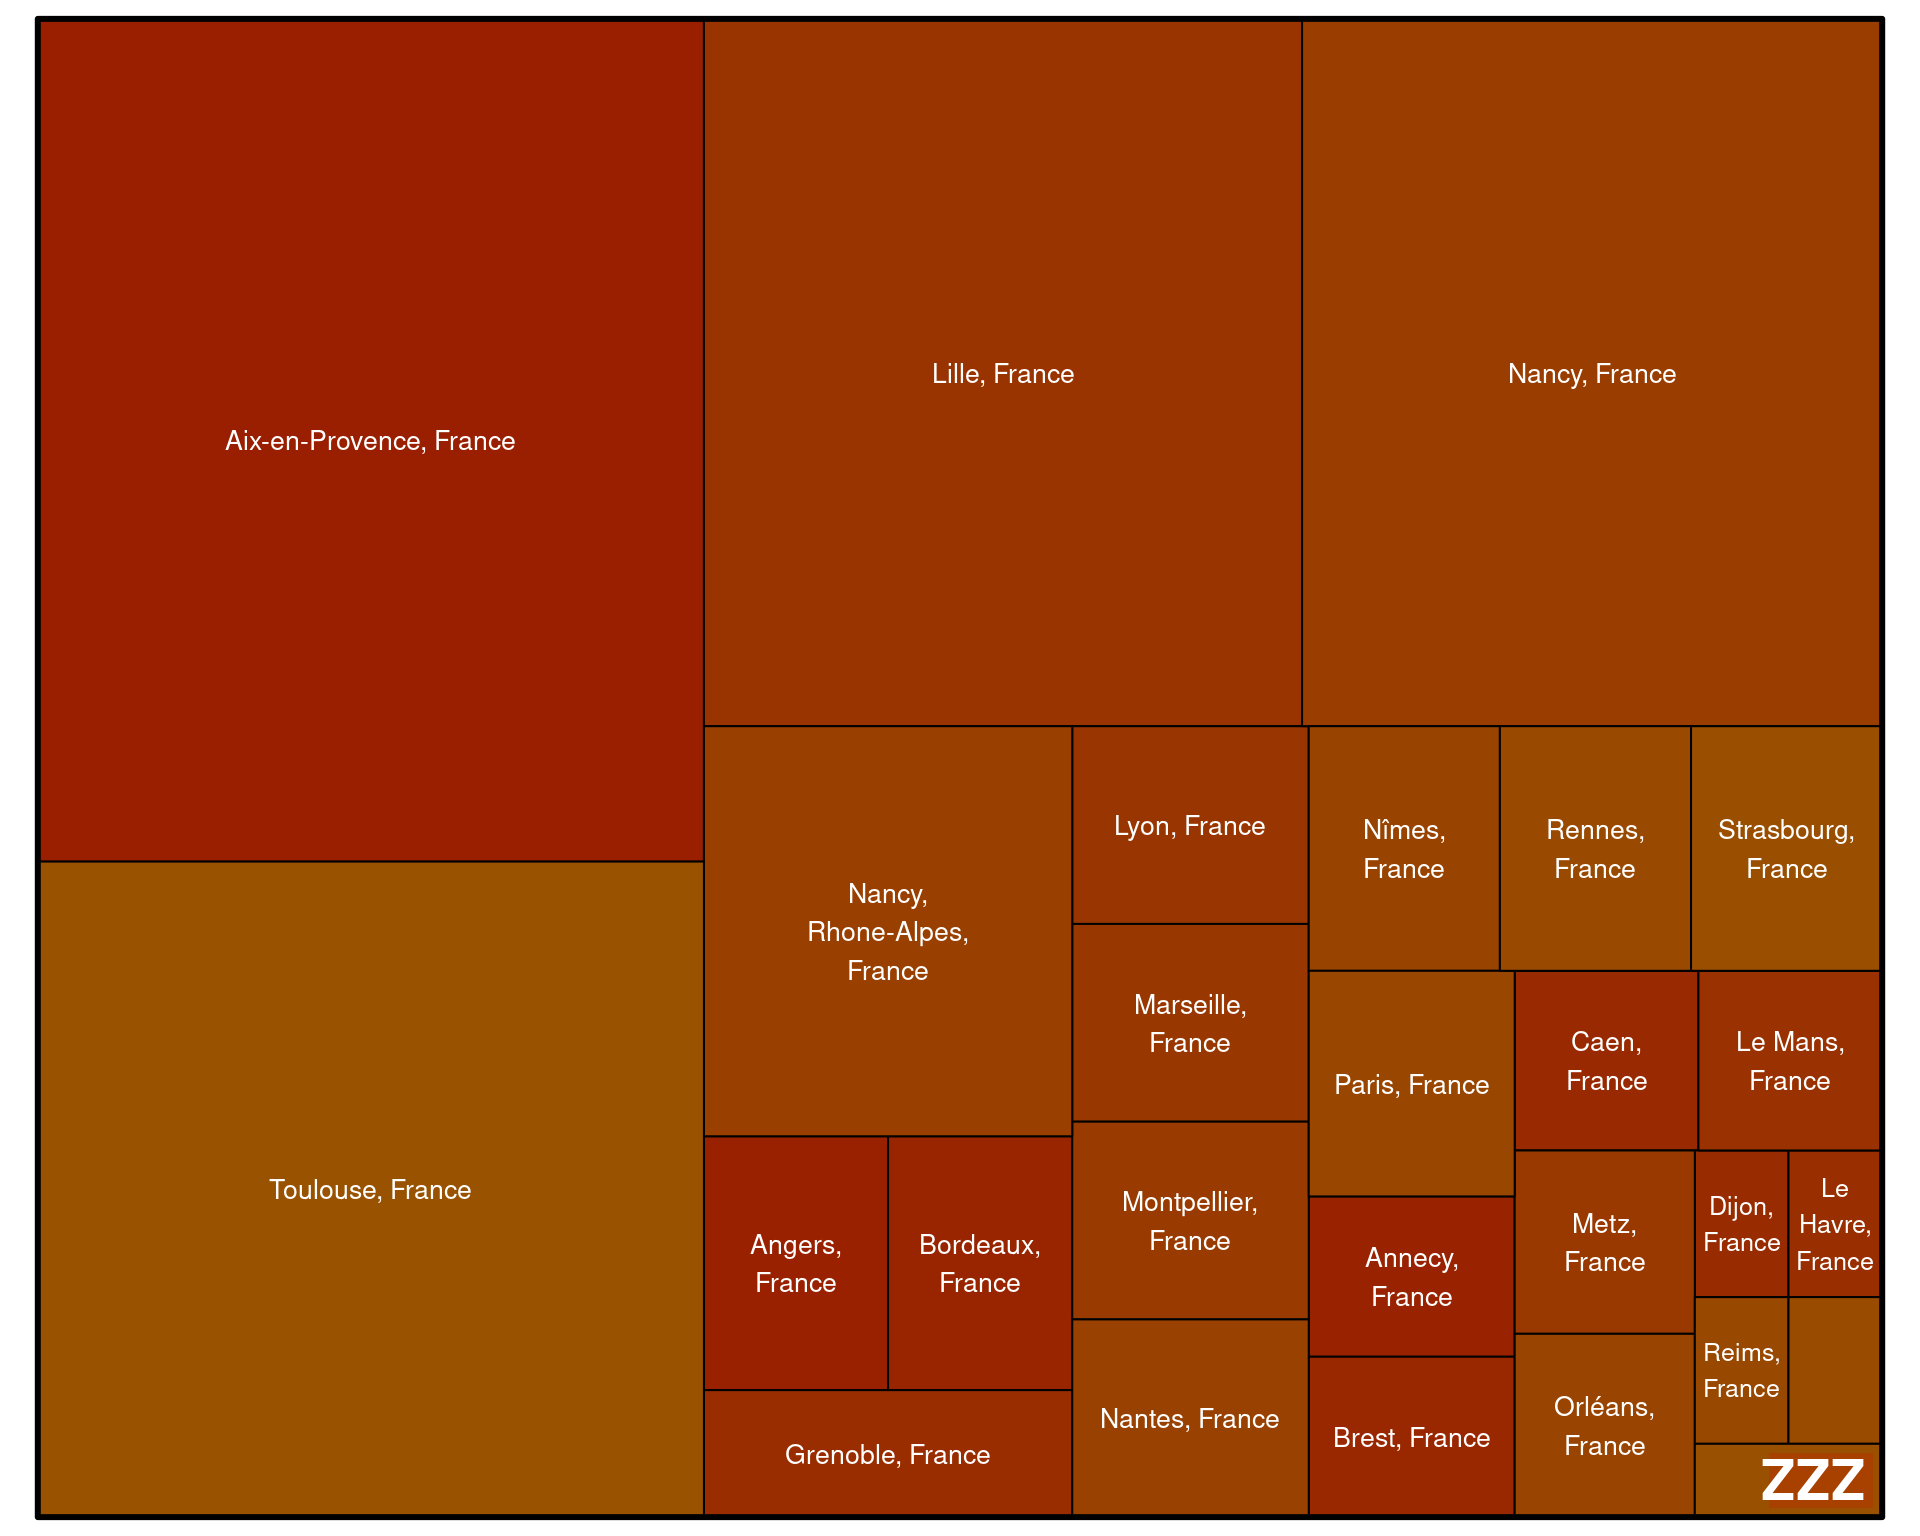 Aix-en-Provence, France
Lille, France
Nancy, France
Toulouse, France
Nancy,
Rhone-Alpes,
France
Lyon, France
Marseille,
France
Montpellier,
France
Nantes, France
Angers,
France
Bordeaux,
France
Grenoble, France
Nîmes,
France
Rennes,
France
Strasbourg,
France
Paris, France
Caen,
France
Le Mans,
France
Annecy,
France
Brest, France
Metz,
France
Orléans,
France
Dijon,
France
Le
Havre,
France
Reims,
France
ZZZ